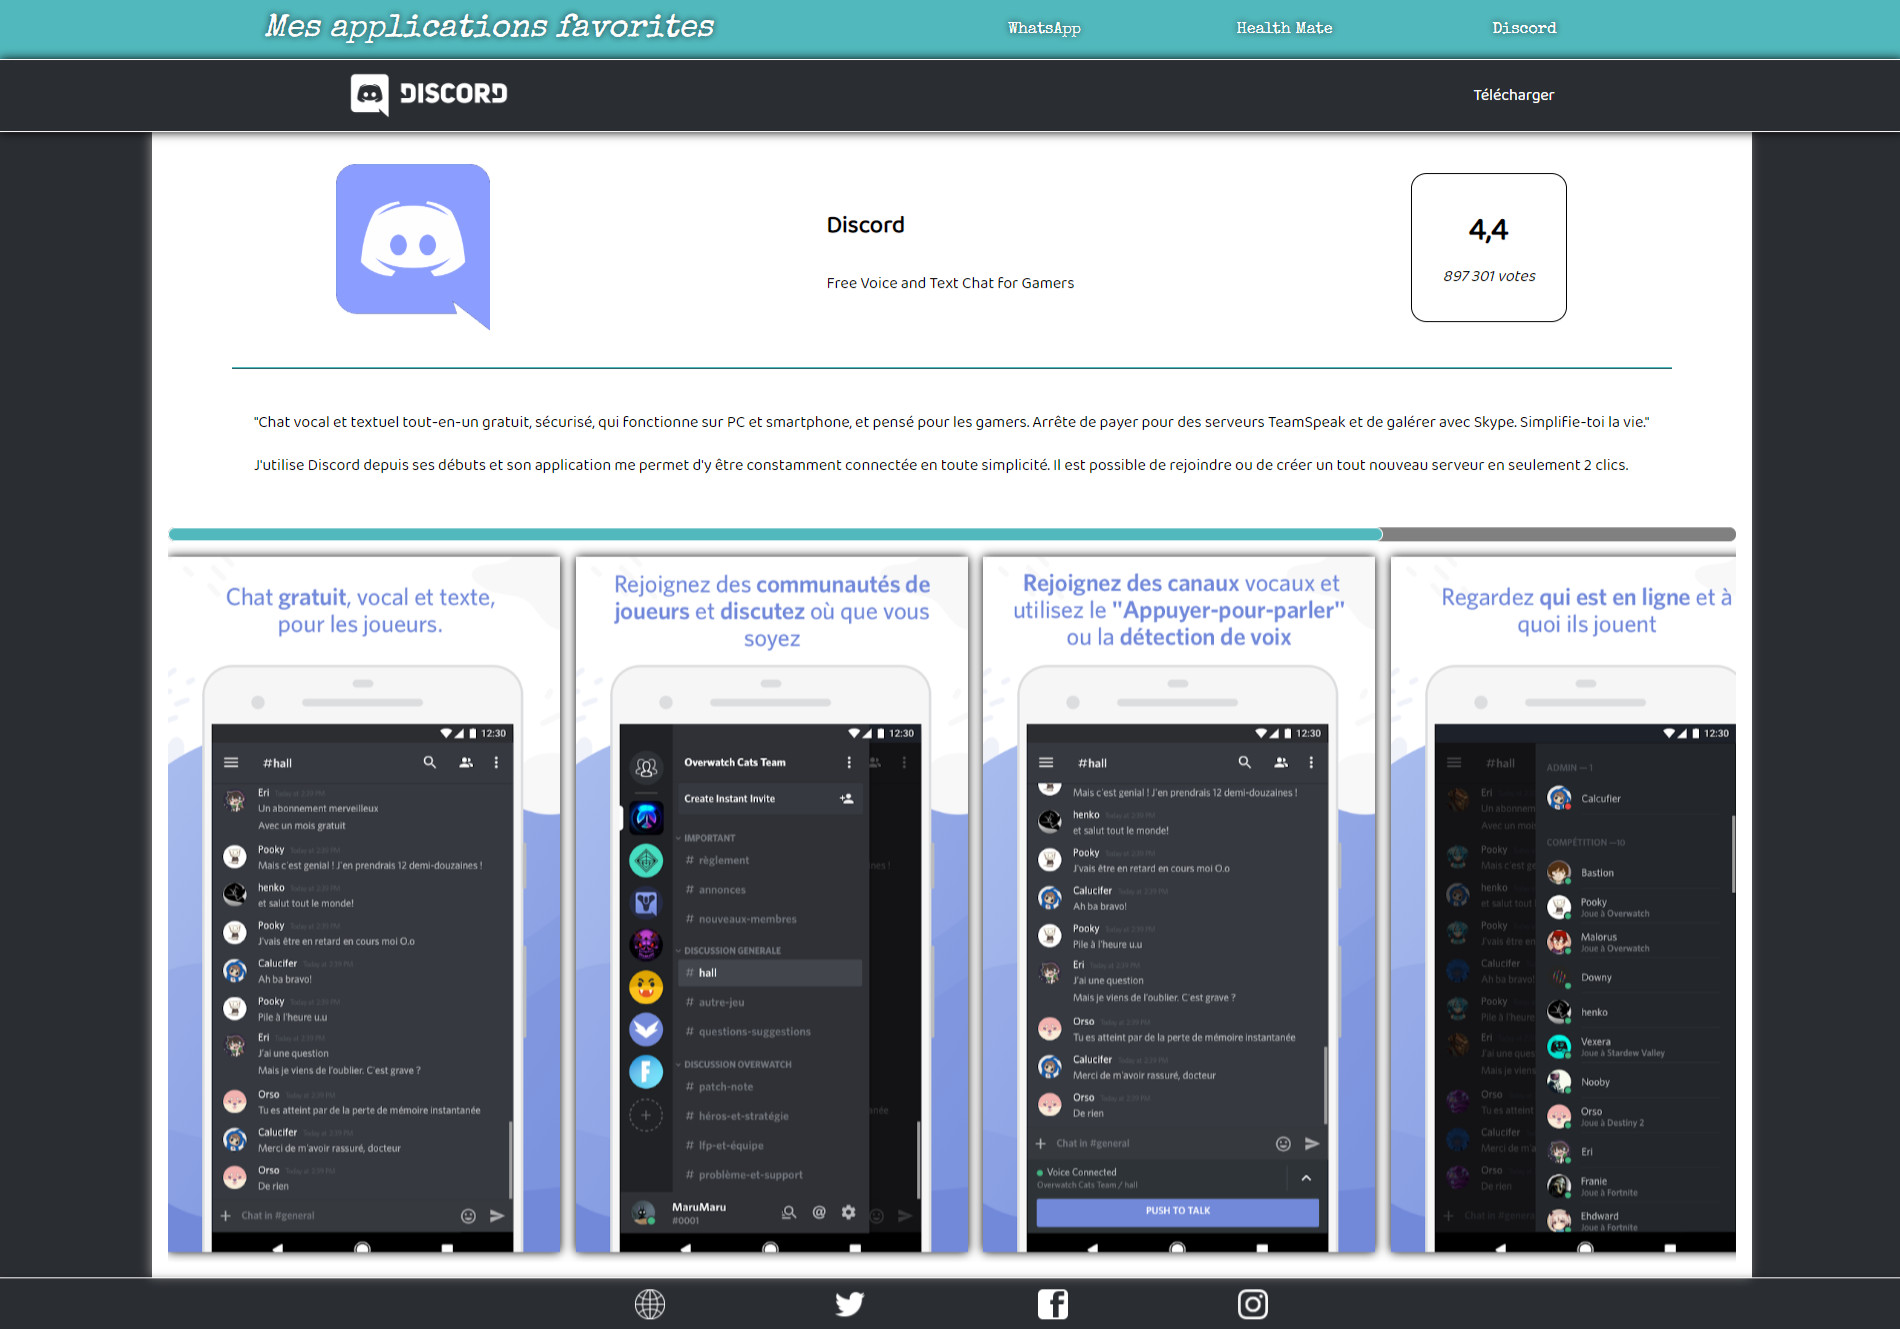 Mes applications favorites
WhatsApp
Health Mate
Discord
DISCORD
Télécharger
Discord
Free Voice and Text Chat for Gamers
4,4
897 301 votes
"Chat vocal et textuel tout-en-un gratuit, sécurisé, qui fonctionne sur PC et smartphone, et pensé pour les gamers. Arrête de payer pour des serveurs TeamSpeak et de galérer avec Skype. Simplifie-toi la vie."
J'utilise Discord depuis ses débuts et son application me permet d'y être constamment connectée en toute simplicité. Il est possible de rejoindre ou de créer un tout nouveau serveur en seulement 2 clics.
Chat gratuit, vocal et texte,
pour les joueurs.
12:30
#hall
Eri
Un abonnement merveilleux
Avec un mois gratuit
Pooky
Mais c'est genial ! J'en prendrais 12 demi-douzaines !
henko
et salut tout le monde!
Pooky
J'vais être en retard en cours moi O.o
Calucifer
Ah ba bravo!
Pooky
Pile à l'heure u.u
Eri
J'ai une question
Mais je viens de l'oublier. C'est grave ?
Orso
Tu es atteint par de la perte de mémoire instantanée
Calucifer
Merci de m'avoir rassuré, docteur
Orso
De rien
Chat in #general
Rejoignez des communautés de
joueurs et discutez où que vous
soyez
12:30
Overwatch Cats Team
Create Instant Invite
IMPORTANT
# règlement
# annonces
# nouveaux-membres
DISCUSSION GENERALE
# hall
# autre-jeu
# questions-suggestions
DISCUSSION OVERWATCH
# patch-note
# héros-et-stratégie
# lfp-et-équipe
# problème-et-support
MaruMaru
#0001
Rejoignez des canaux vocaux et
utilisez le "Appuyer-pour-parler"
ou la détection de voix
12:30
#hall
Mais c'est genial ! J'en prendrais 12 demi-douzaines !
henko
et salut tout le monde!
Pooky
J'vais être en retard en cours moi O.o
Calucifer
Ah ba bravo!
Pooky
Pile à l'heure u.u
Eri
J'ai une question
Mais je viens de l'oublier. C'est grave ?
Orso
Tu es atteint par de la perte de mémoire instantanée
Calucifer
Merci de m'avoir rassuré, docteur
Orso
De rien
Chat in #general
Voice Connected
Overwatch Cats Team / hall
PUSH TO TALK
Regardez qui est en ligne et à
quoi ils jouent
12:30
#hall
ADMIN — 1
Calcufier
COMPÉTITION —10
Bastion
Pooky
Joue à Overwatch
Malorus
Joue à Overwatch
Downy
henko
Vexera
Joue à Stardew Valley
Nooby
Orso
Joue à Destiny 2
Eri
Franie
Joue à Fortnite
Ehdward
Joue à Fortnite